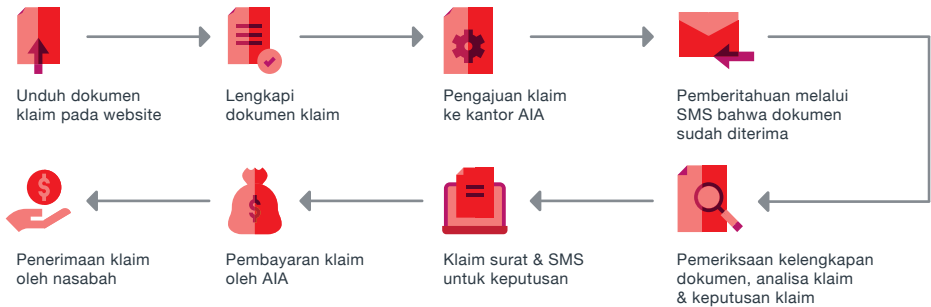 Unduh dokumen
klaim pada website
Lengkapi
dokumen klaim
Pengajuan klaim
ke kantor AIA
Pemberitahuan melalui
SMS bahwa dokumen
sudah diterima
Pemeriksaan kelengkapan
dokumen, analisa klaim
& keputusan klaim
Klaim surat & SMS
untuk keputusan
$
Pembayaran klaim
oleh AIA
$
Penerimaan klaim
oleh nasabah